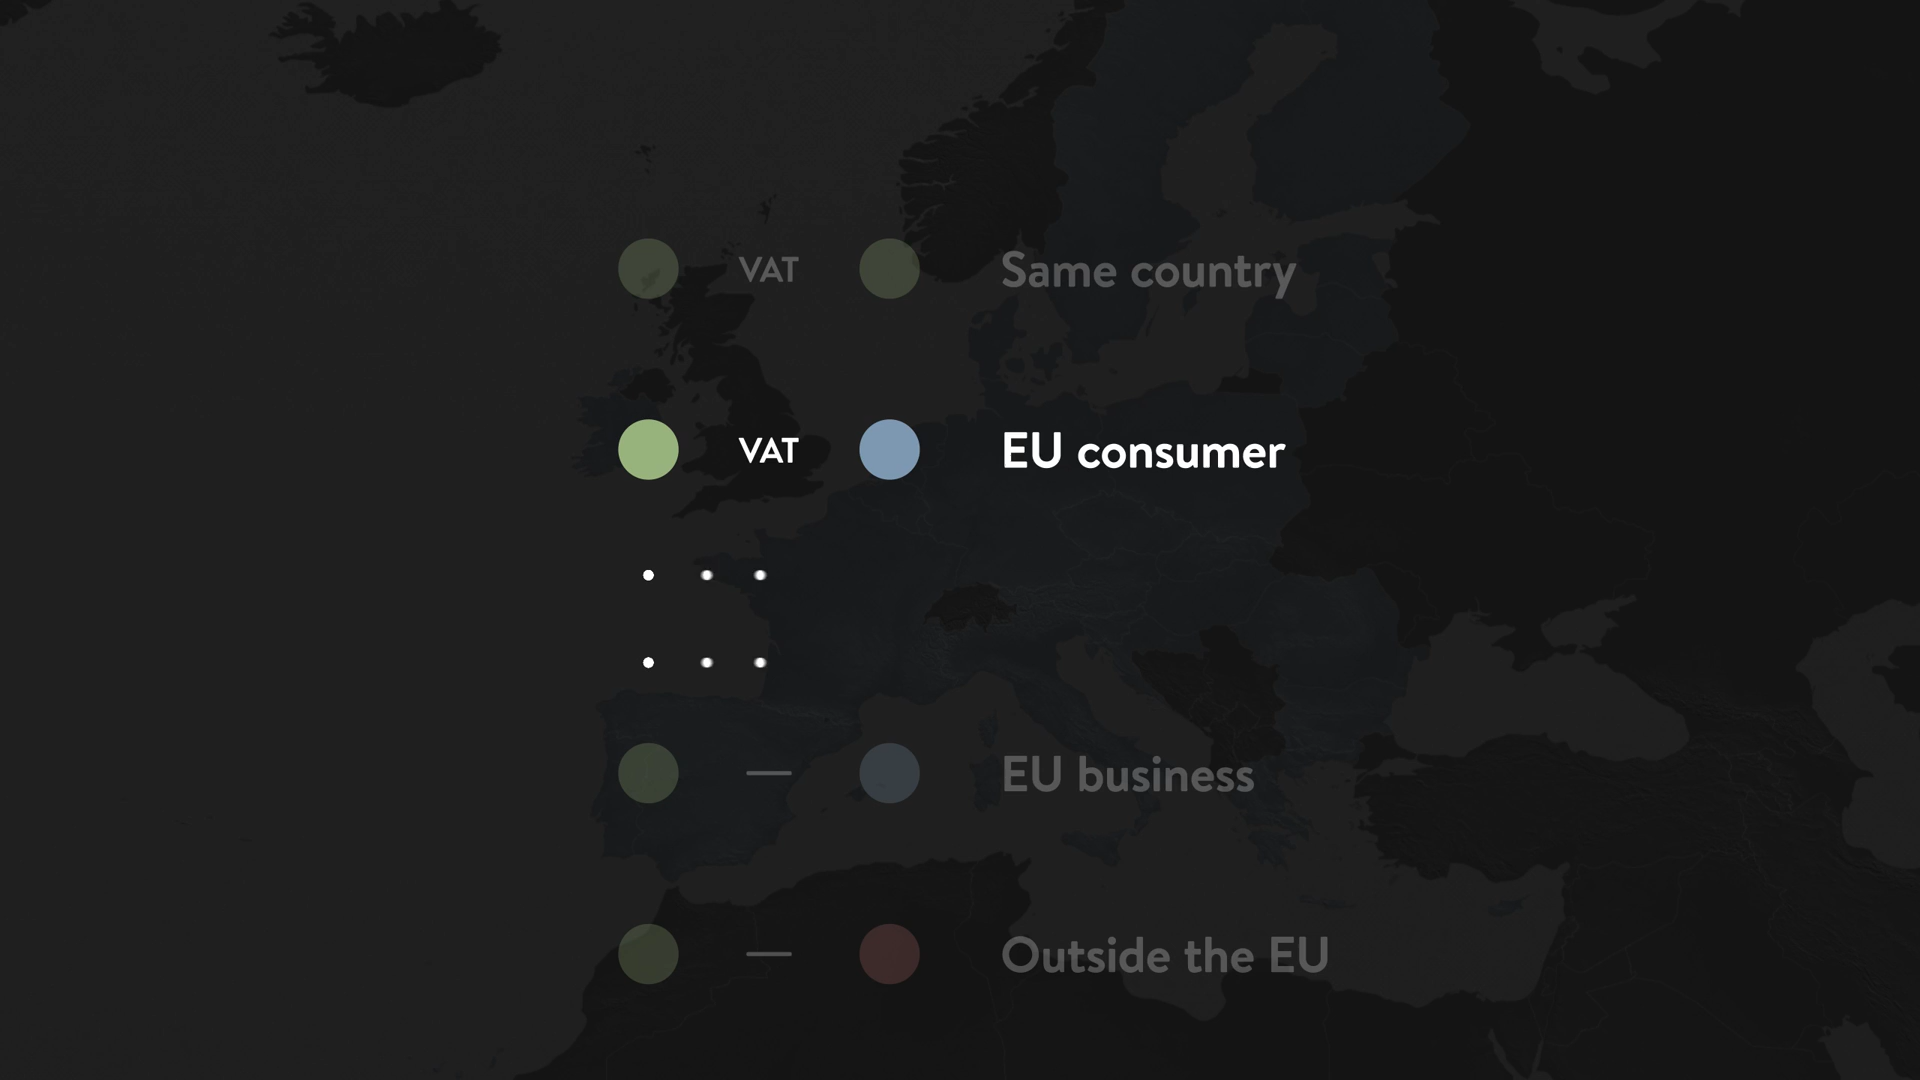 VAT Same country
VAT EU consumer
— EU business
— Outside the EU